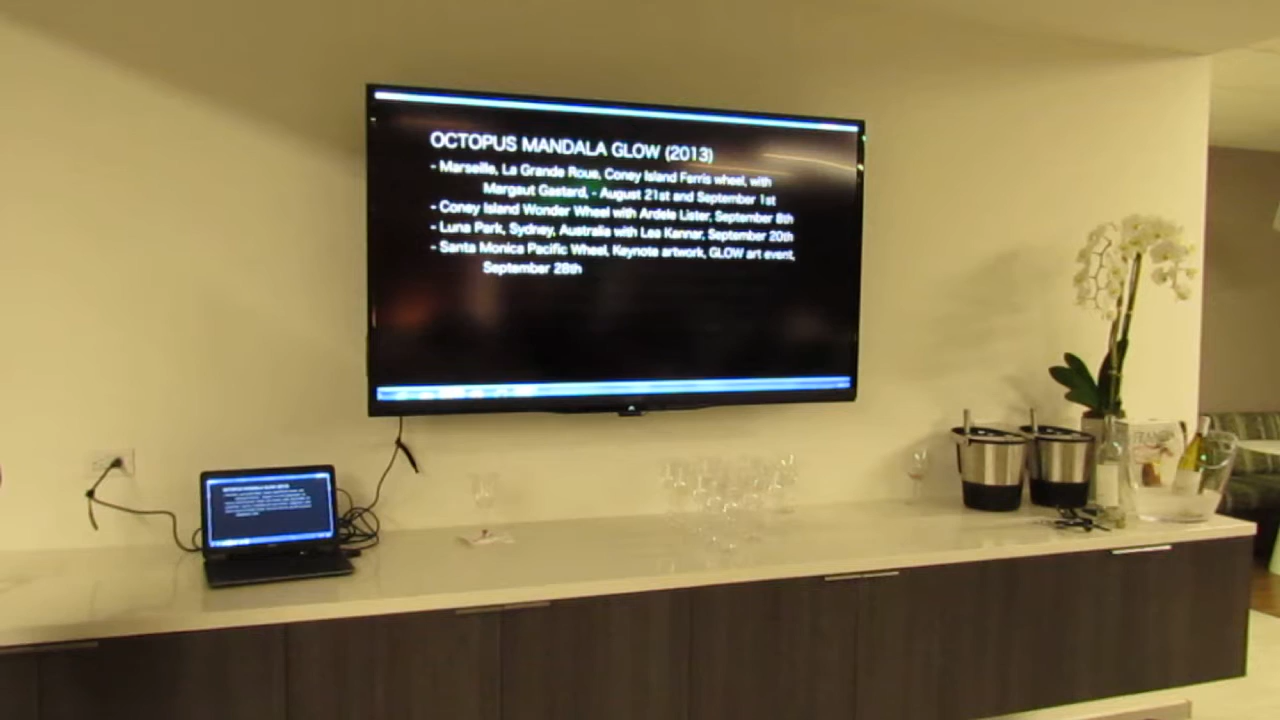 OCTOPUS MANDALA GLOW (2013)
- Marseille, La Grande Roue, Coney Island Ferris wheel, with
Margaut Gastard, - August 21st and September 1st
- Coney Island Wonder Wheel with Ardele Lister, September 8th
- Luna Park, Sydney, Australia with Lea Kannar, September 20th
- Santa Monica Pacific Wheel, Keynote artwork, GLOW art event,
September 28th